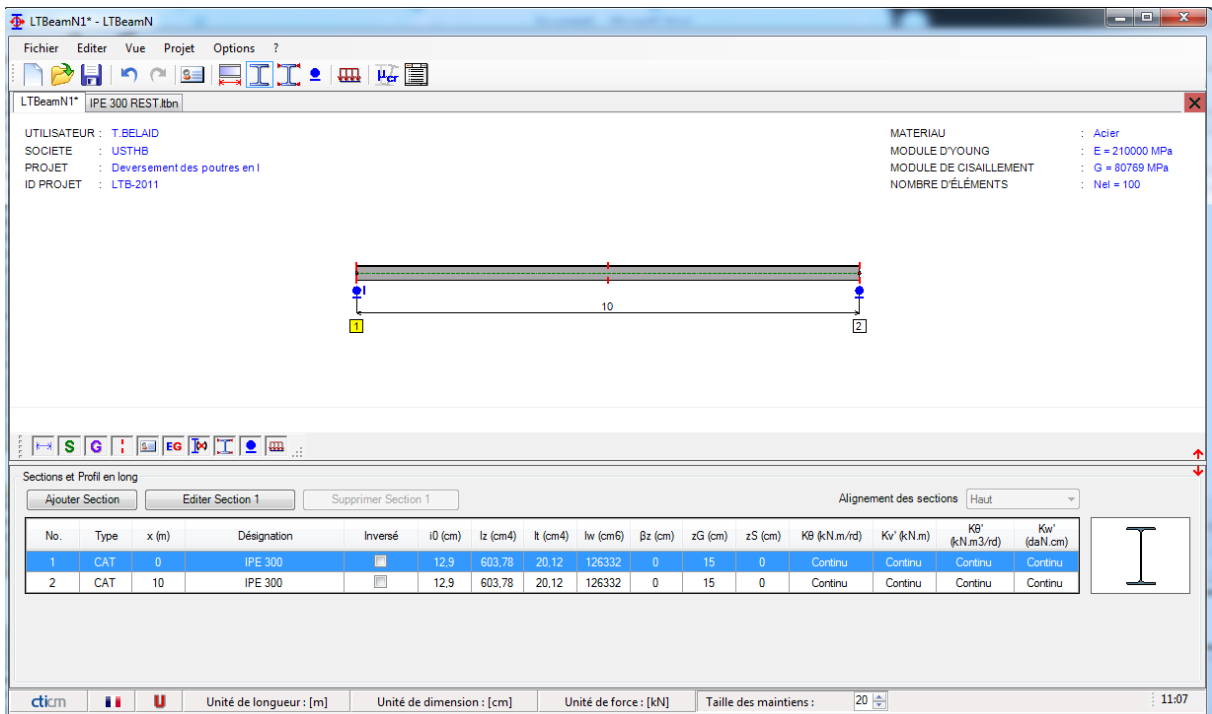 LTBeamN1* - LTBeamN
Fichier Editer Vue Projet Options ?
μcr
LTBeamN1* IPE 300 REST.ltbn
UTILISATEUR : T.BELAID
SOCIETE : USTHB
PROJET : Deversement des poutres en I
ID PROJET : LTB-2011
MATERIAU : Acier
MODULE D'YOUNG : E = 210000 MPa
MODULE DE CISAILLEMENT : G = 80769 MPa
NOMBRE D'ÉLÉMENTS : Nel = 100
10
1 2
S G EG
Sections et Profil en long
Ajouter Section Editer Section 1 Supprimer Section 1 Alignement des sections Haut
No. Type x (m) Désignation Inversé i0 (cm) Iz (cm4) It (cm4) Iw (cm6) βz (cm) zG (cm) zS (cm) Kθ (kN.m/rd) Kv' (kN.m) Kθ' (kN.m3/rd) Kw' (daN.cm)
1 CAT 0 IPE 300 12,9 603,78 20,12 126332 0 15 0 Continu Continu Continu Continu
2 CAT 10 IPE 300 12,9 603,78 20,12 126332 0 15 0 Continu Continu Continu Continu
cticm U Unité de longueur : [m] Unité de dimension : [cm] Unité de force : [kN] Taille des maintiens : 20 11:07